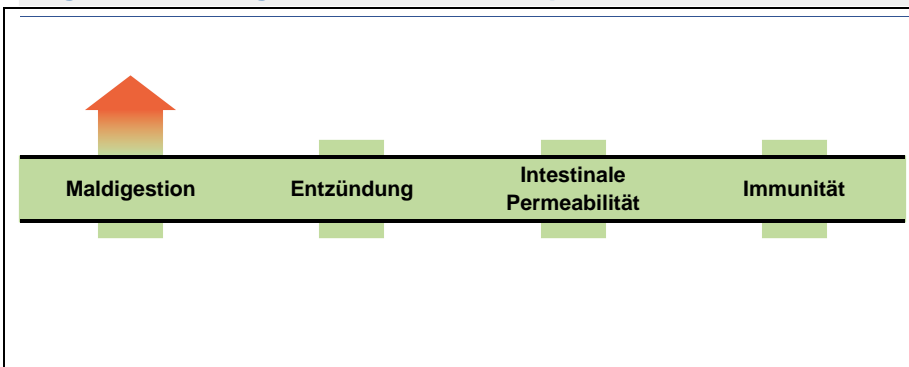 Maldigestion
Entzündung
Intestinale
Permeabilität
Immunität